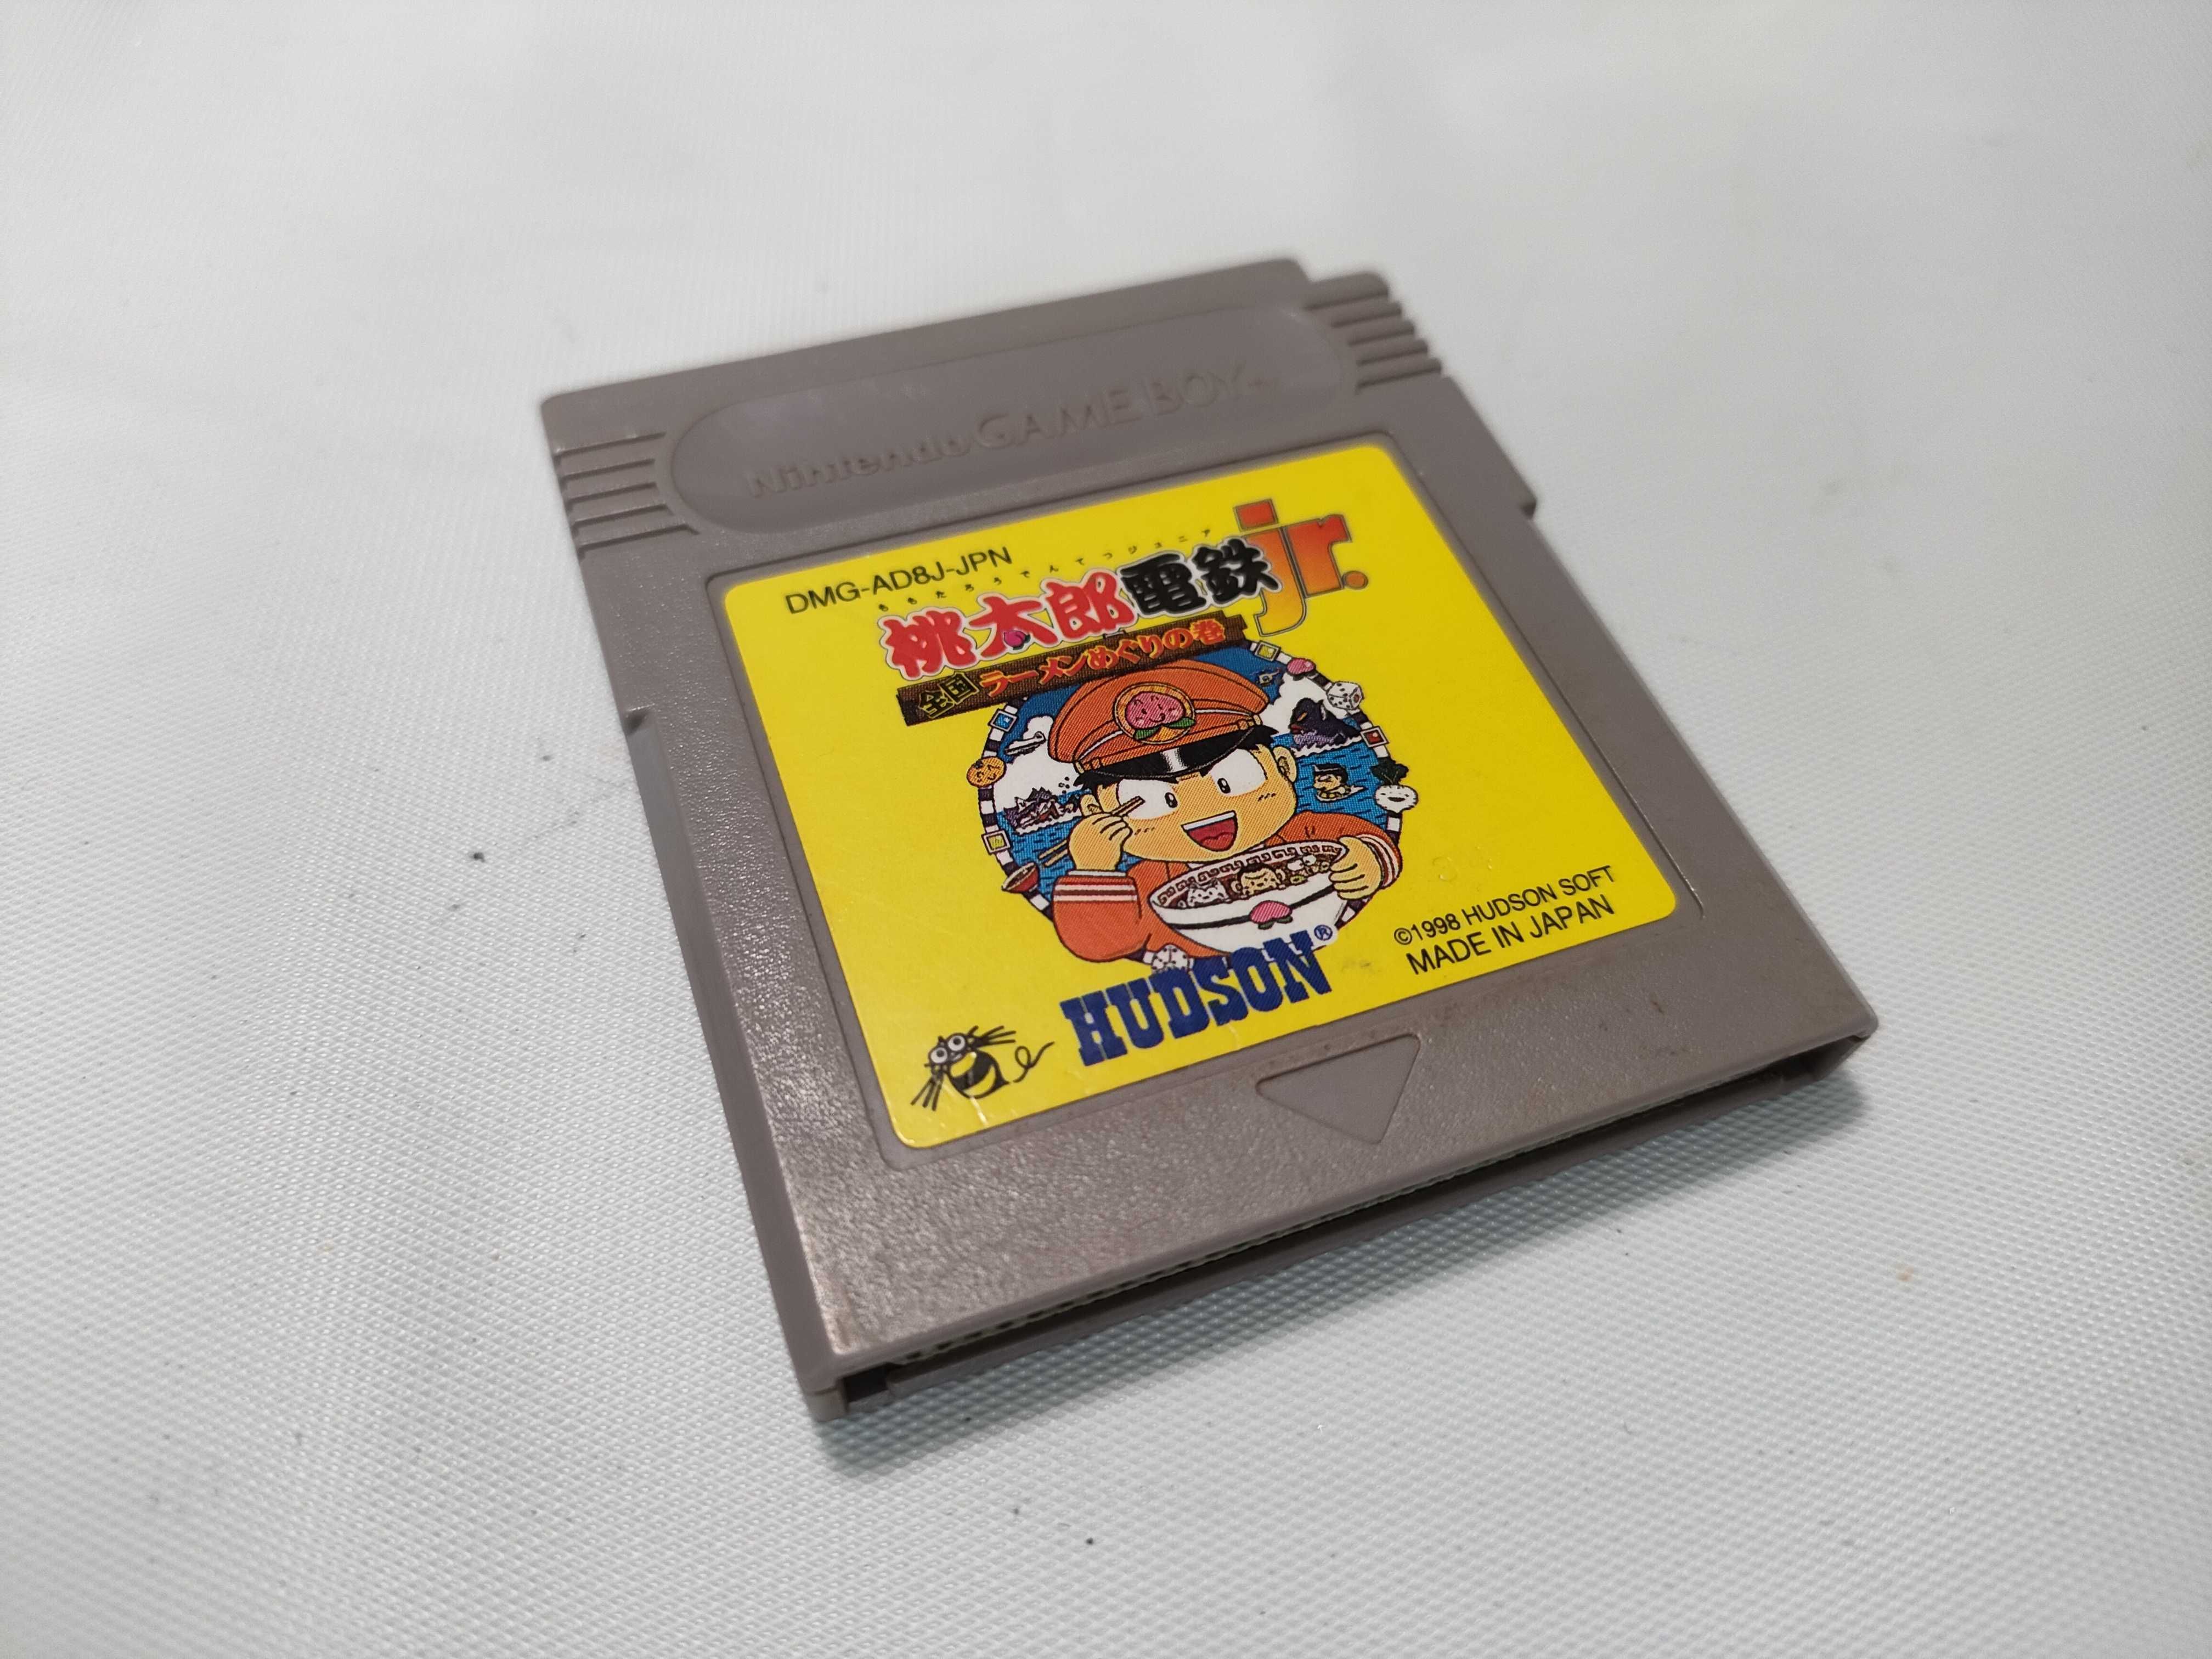 Nintendo GAME BOY™
DMG-AD8J-JPN
ももたろうでんてつジュニア
桃太郎電鉄jr.
全国ラーメンめぐりの巻
HUDSON®
©1998 HUDSON SOFT
MADE IN JAPAN